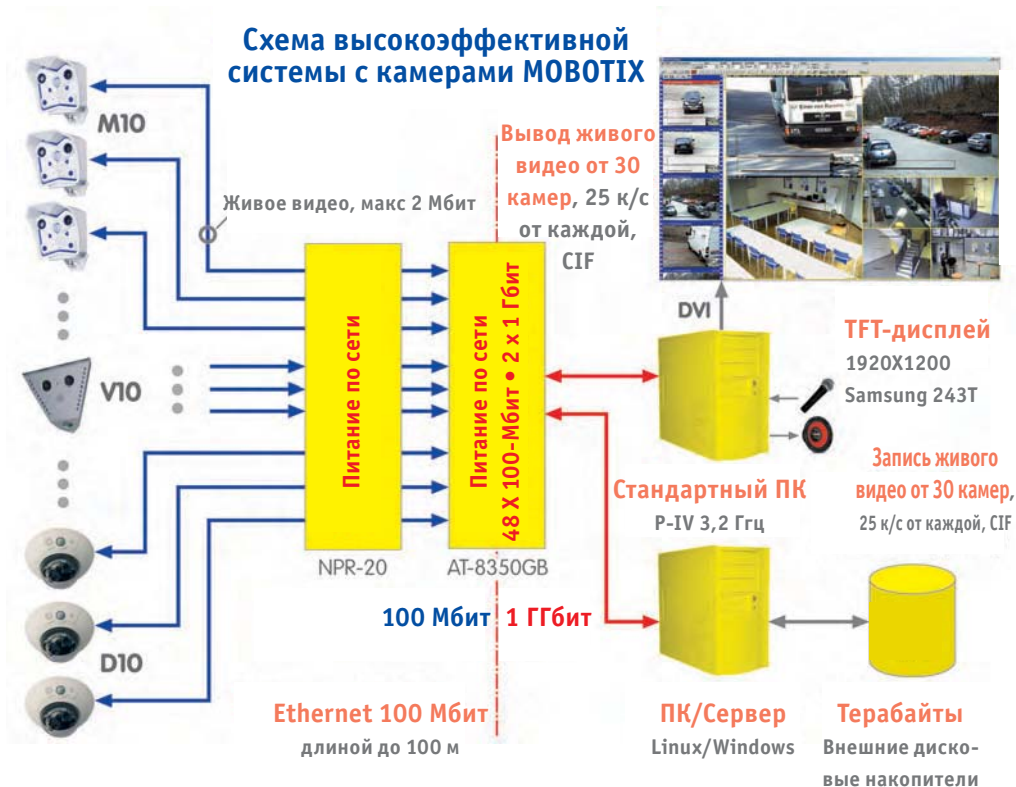 Схема высокоэффективной
системы с камерами MOBOTIX
M10
Живое видео, макс 2 Мбит
Вывод живого
видео от 30
камер, 25 к/с
от каждой,
CIF
DVI
TFT-дисплей
1920X1200
Samsung 243T
V10
Питание по сети
Питание по сети
48 X 100-Мбит • 2 x 1 Гбит
Стандартный ПК
P-IV 3,2 Ггц
Запись живого
видео от 30 камер,
25 к/с от каждой, CIF
NPR-20
AT-8350GB
100 Мбит
1 ГГбит
D10
Ethernet 100 Мбит
длиной до 100 м
ПК/Сервер
Linux/Windows
Терабайты
Внешние диско-
вые накопители